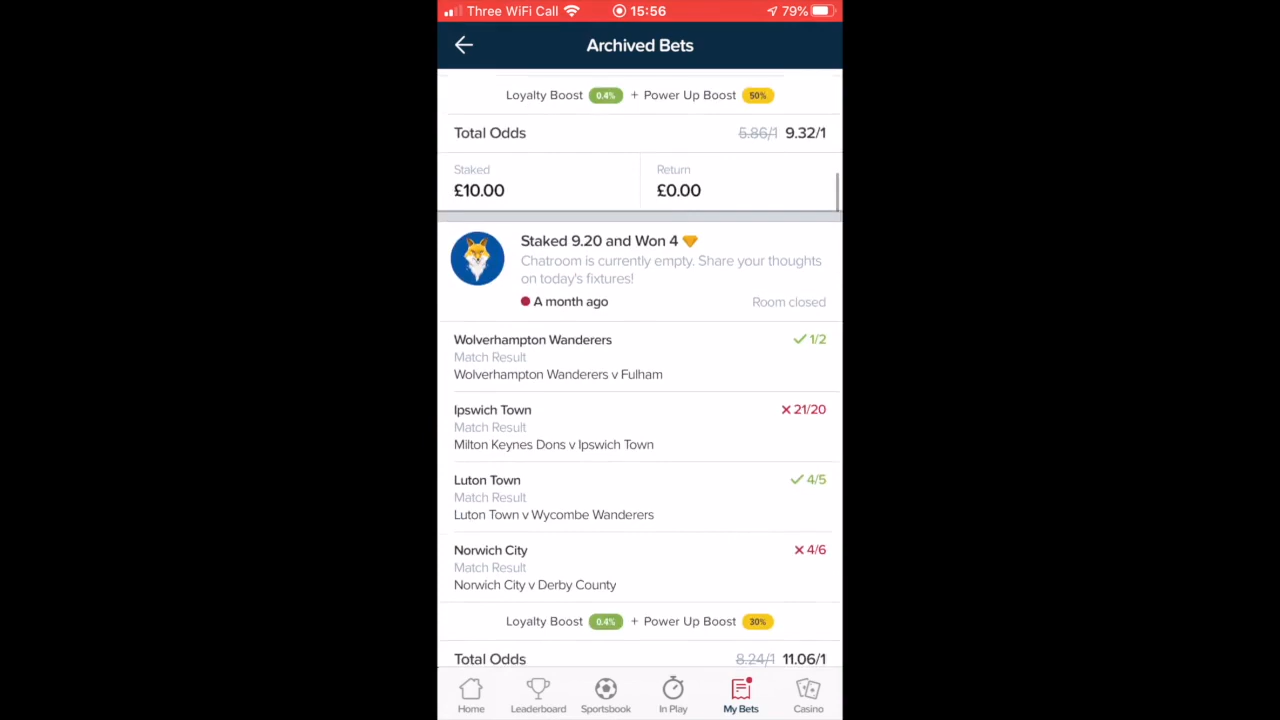 Three WiFi Call 15:56 79%
Archived Bets
Loyalty Boost 0.4% + Power Up Boost 50%
Total Odds 5.86/1 9.32/1
Staked Return
£10.00 £0.00
Staked 9.20 and Won 4
Chatroom is currently empty. Share your thoughts
on today's fixtures!
A month ago Room closed
Wolverhampton Wanderers 1/2
Match Result
Wolverhampton Wanderers v Fulham
Ipswich Town 21/20
Match Result
Milton Keynes Dons v Ipswich Town
Luton Town 4/5
Match Result
Luton Town v Wycombe Wanderers
Norwich City 4/6
Match Result
Norwich City v Derby County
Loyalty Boost 0.4% + Power Up Boost 30%
Total Odds 8.24/1 11.06/1
Home Leaderboard Sportsbook In Play My Bets Casino